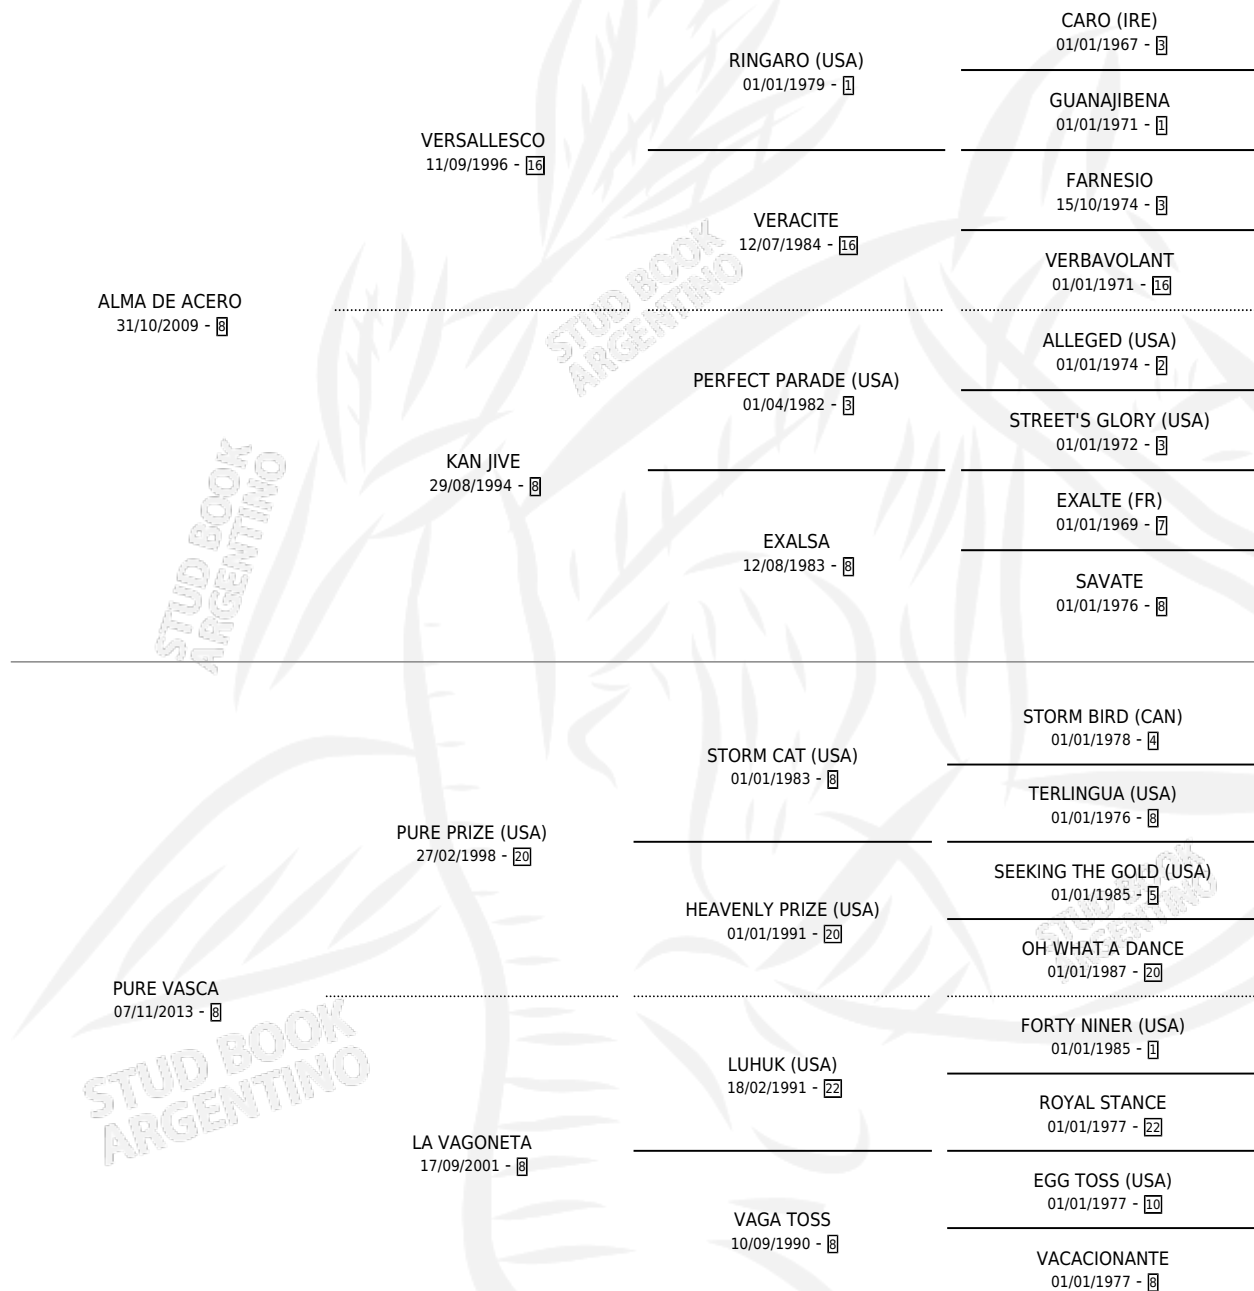 CARO (IRE)
01/01/1967 - 3
RINGARO (USA)
01/01/1979 - 1
GUANAJIBENA
01/01/1971 - 1
VERSALLESCO
11/09/1996 - 16
FARNESIO
15/10/1974 - 3
VERACITE
12/07/1984 - 16
VERBAVOLANT
01/01/1971 - 16
ALMA DE ACERO
31/10/2009 - 8
ALLEGED (USA)
01/01/1974 - 2
PERFECT PARADE (USA)
01/04/1982 - 3
STREET'S GLORY (USA)
01/01/1972 - 3
KAN JIVE
29/08/1994 - 8
EXALTE (FR)
01/01/1969 - 7
EXALSA
12/08/1983 - 8
SAVATE
01/01/1976 - 8
STORM BIRD (CAN)
01/01/1978 - 4
STORM CAT (USA)
01/01/1983 - 8
TERLINGUA (USA)
01/01/1976 - 8
PURE PRIZE (USA)
27/02/1998 - 20
SEEKING THE GOLD (USA)
01/01/1985 - 5
HEAVENLY PRIZE (USA)
01/01/1991 - 20
OH WHAT A DANCE
01/01/1987 - 20
PURE VASCA
07/11/2013 - 8
FORTY NINER (USA)
01/01/1985 - 1
LUHUK (USA)
18/02/1991 - 22
ROYAL STANCE
01/01/1977 - 22
LA VAGONETA
17/09/2001 - 8
EGG TOSS (USA)
01/01/1977 - 10
VAGA TOSS
10/09/1990 - 8
VACACIONANTE
01/01/1977 - 8
STUD BOOK
ARGENTINO
STUD BOOK
ARGENTINO
STUD BOOK
ARGENTINO
STUD BOOK
ARGENTINO